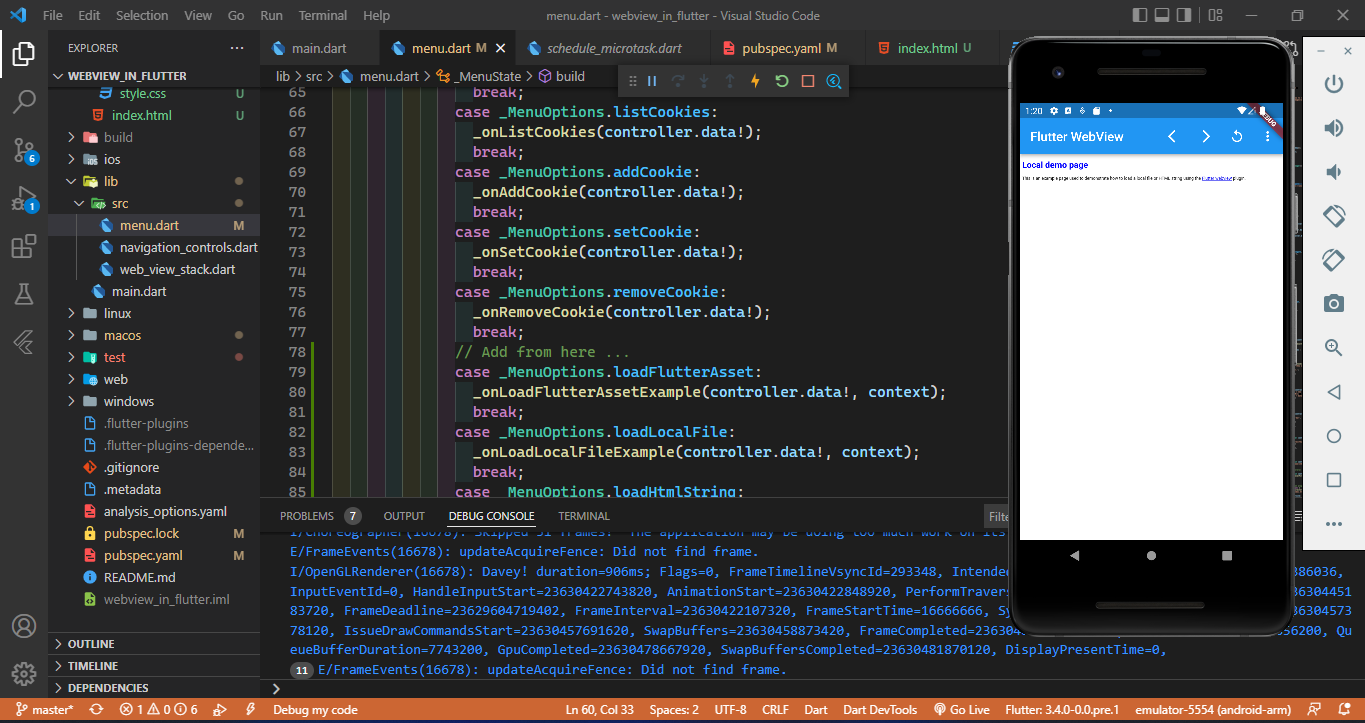 File Edit Selection View Go Run Terminal Help
menu.dart - webview_in_flutter - Visual Studio Code
EXPLORER
WEBVIEW_IN_FLUTTER
style.css U
index.html U
build
ios
lib
src
menu.dart M
navigation_controls.dart
web_view_stack.dart
main.dart
linux
macos
test
web
windows
.flutter-plugins
.flutter-plugins-depende...
.gitignore
.metadata
analysis_options.yaml
pubspec.lock M
pubspec.yaml M
README.md
webview_in_flutter.iml
OUTLINE
TIMELINE
DEPENDENCIES
6
1
main.dart
menu.dart M
schedule_microtask.dart
pubspec.yaml M
index.html U
lib > src > menu.dart > _MenuState > build
65 break;
66 case _MenuOptions.listCookies:
67 _onListCookies(controller.data!);
68 break;
69 case _MenuOptions.addCookie:
70 _onAddCookie(controller.data!);
71 break;
72 case _MenuOptions.setCookie:
73 _onSetCookie(controller.data!);
74 break;
75 case _MenuOptions.removeCookie:
76 _onRemoveCookie(controller.data!);
77 break;
78 // Add from here ...
79 case _MenuOptions.loadFlutterAsset:
80 _onLoadFlutterAssetExample(controller.data!, context);
81 break;
82 case _MenuOptions.loadLocalFile:
83 _onLoadLocalFileExample(controller.data!, context);
84 break;
85 case _MenuOptions.loadHtmlString:
PROBLEMS 7 OUTPUT DEBUG CONSOLE TERMINAL
Filte
I/Choreographer(16678): Skipped 51 frames! The application may be doing too much work on its
E/FrameEvents(16678): updateAcquireFence: Did not find frame.
I/OpenGLRenderer(16678): Davey! duration=906ms; Flags=0, FrameTimelineVsyncId=293348, Intended 386036,
InputEventId=0, HandleInputStart=23630422743820, AnimationStart=23630422848920, PerformTravers 36304451
83720, FrameDeadline=23629604719402, FrameInterval=23630422107320, FrameStartTime=16666666, Sy 36304573
78120, IssueDrawCommandsStart=23630457691620, SwapBuffers=23630458873420, FrameCompleted=236304 56200, Qu
eueBufferDuration=7743200, GpuCompleted=23630478667920, SwapBuffersCompleted=23630481870120, DisplayPresentTime=0,
11 E/FrameEvents(16678): updateAcquireFence: Did not find frame.
1:20
Flutter WebView
Local demo page
This is an example page used to demonstrate how to load a local file or HTML string using the Flutter webview plugin.
master* 1 0 6 Debug my code Ln 60, Col 33 Spaces: 2 UTF-8 CRLF Dart Dart DevTools Go Live Flutter: 3.4.0-0.0.pre.1 emulator-5554 (android-arm)